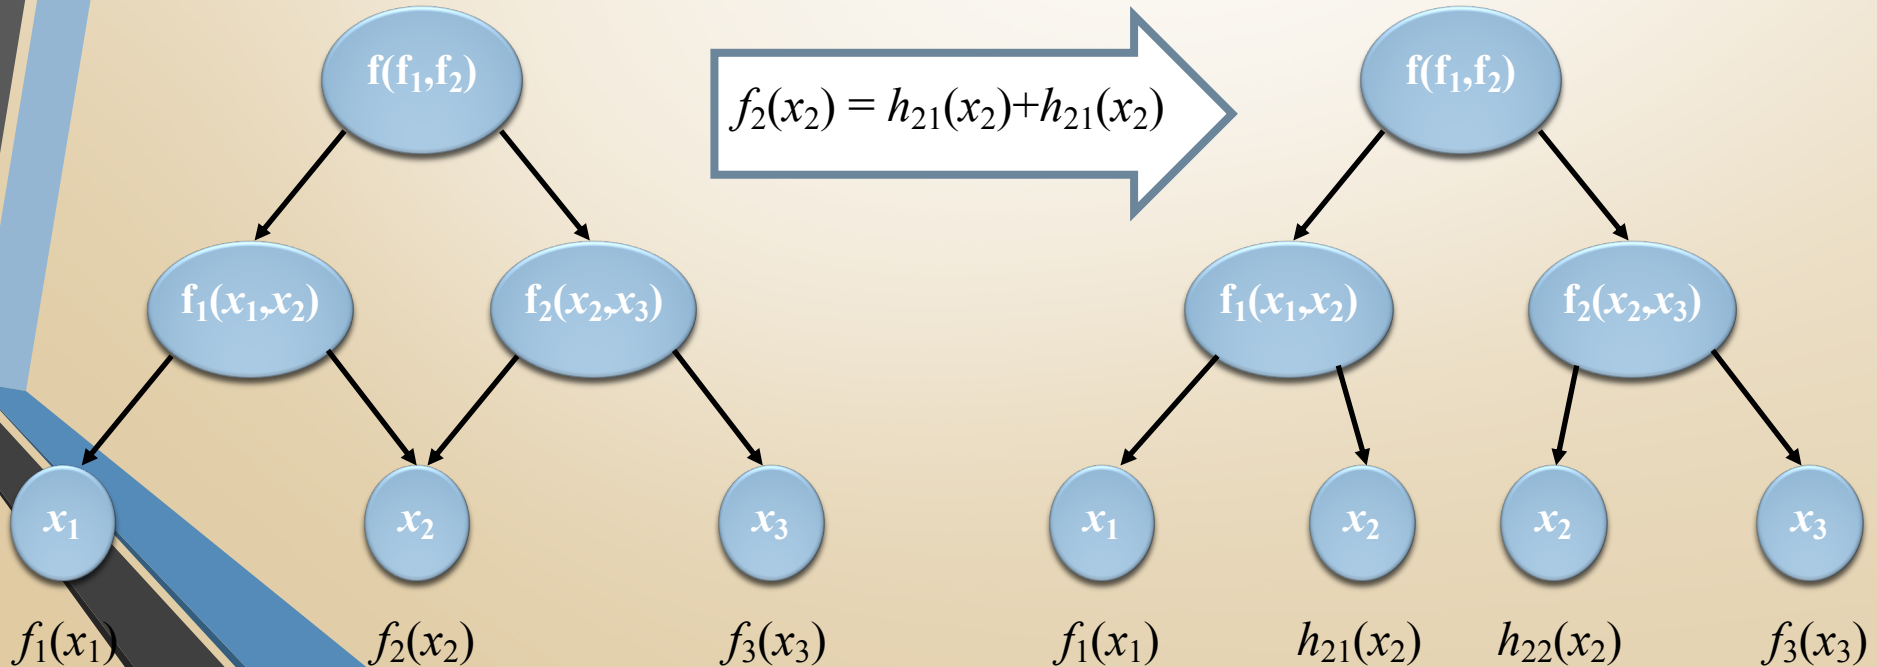 f(f₁,f₂)
f₂(x₂) = h₂₁(x₂)+h₂₁(x₂)
f(f₁,f₂)
f₁(x₁,x₂)
f₂(x₂,x₃)
f₁(x₁,x₂)
f₂(x₂,x₃)
x₁
x₂
x₃
x₁
x₂
x₂
x₃
f₁(x₁)
f₂(x₂)
f₃(x₃)
f₁(x₁)
h₂₁(x₂)
h₂₂(x₂)
f₃(x₃)